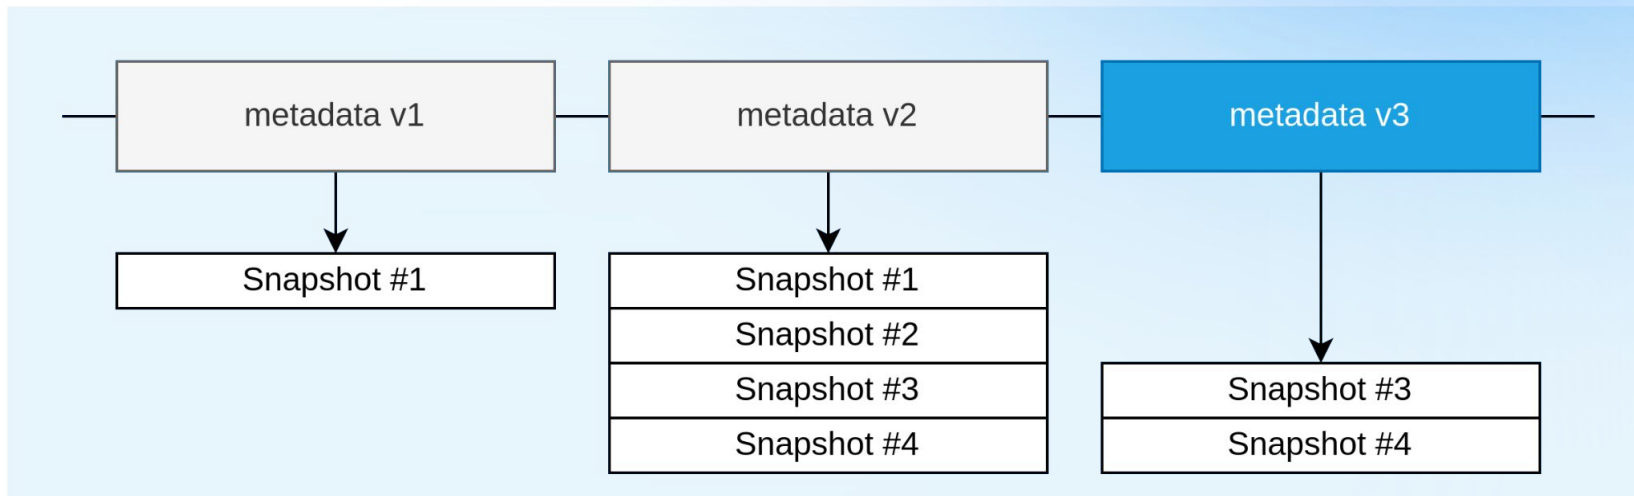 metadata v1
metadata v2
metadata v3
Snapshot #1
Snapshot #1
Snapshot #2
Snapshot #3
Snapshot #4
Snapshot #3
Snapshot #4